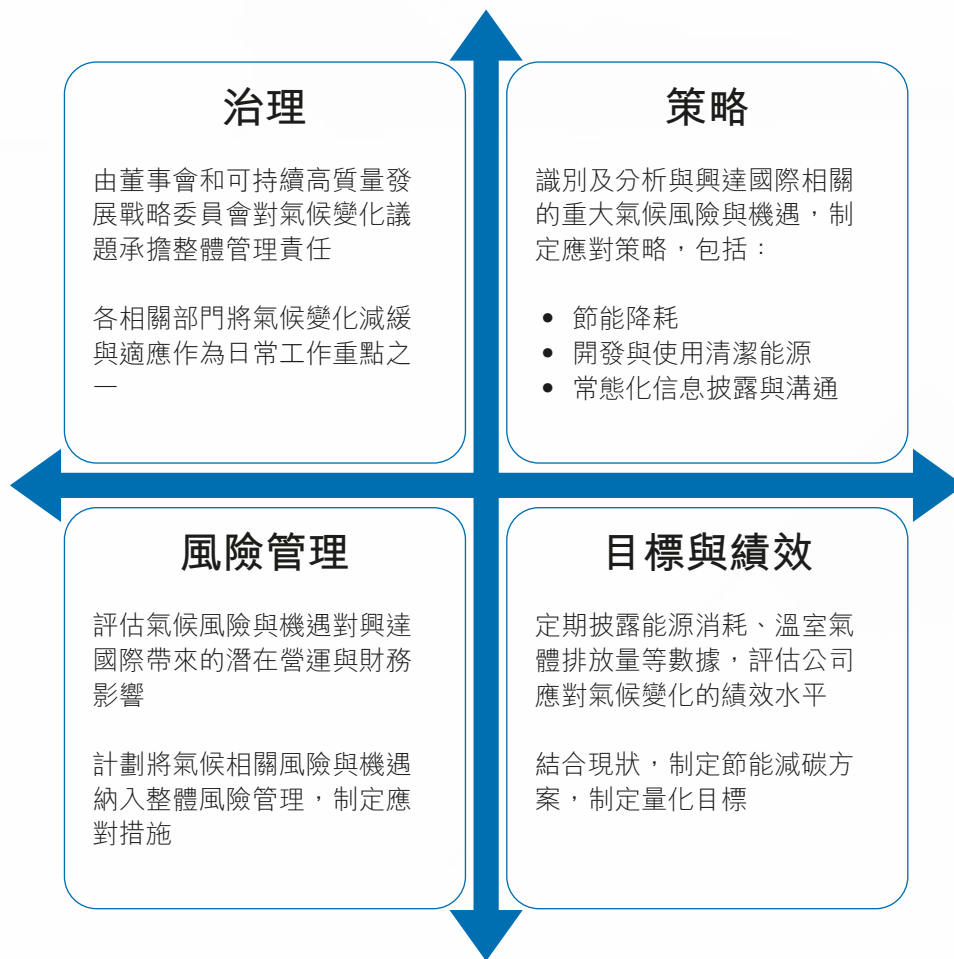 治理
由董事會和可持續高質量發
展戰略委員會對氣候變化議
題承擔整體管理責任
各相關部門將氣候變化減緩
與適應作為日常工作重點之
一
策略
識別及分析與興達國際相關
的重大氣候風險與機遇，制
定應對策略，包括：
• 節能降耗
• 開發與使用清潔能源
• 常態化信息披露與溝通
風險管理
評估氣候風險與機遇對興達
國際帶來的潛在營運與財務
影響
計劃將氣候相關風險與機遇
納入整體風險管理，制定應
對措施
目標與績效
定期披露能源消耗、溫室氣
體排放量等數據，評估公司
應對氣候變化的績效水平
結合現狀，制定節能減碳方
案，制定量化目標